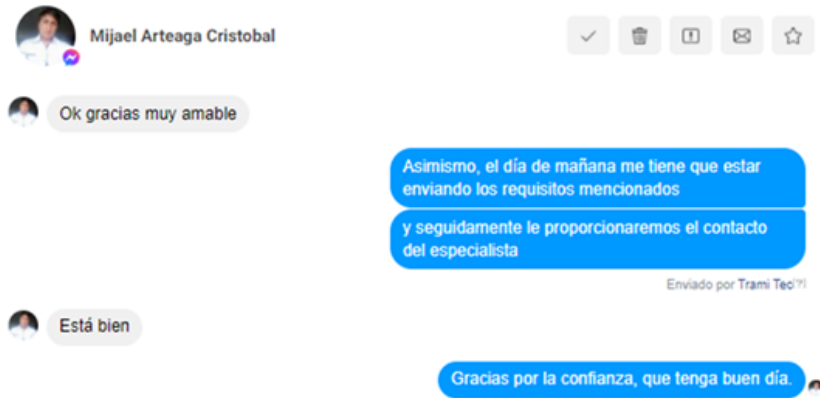 Mijael Arteaga Cristobal
Ok gracias muy amable
Asimismo, el día de mañana me tiene que estar
enviando los requisitos mencionados
y seguidamente le proporcionaremos el contacto
del especialista
Enviado por Trami Tec[?]
Está bien
Gracias por la confianza, que tenga buen día.